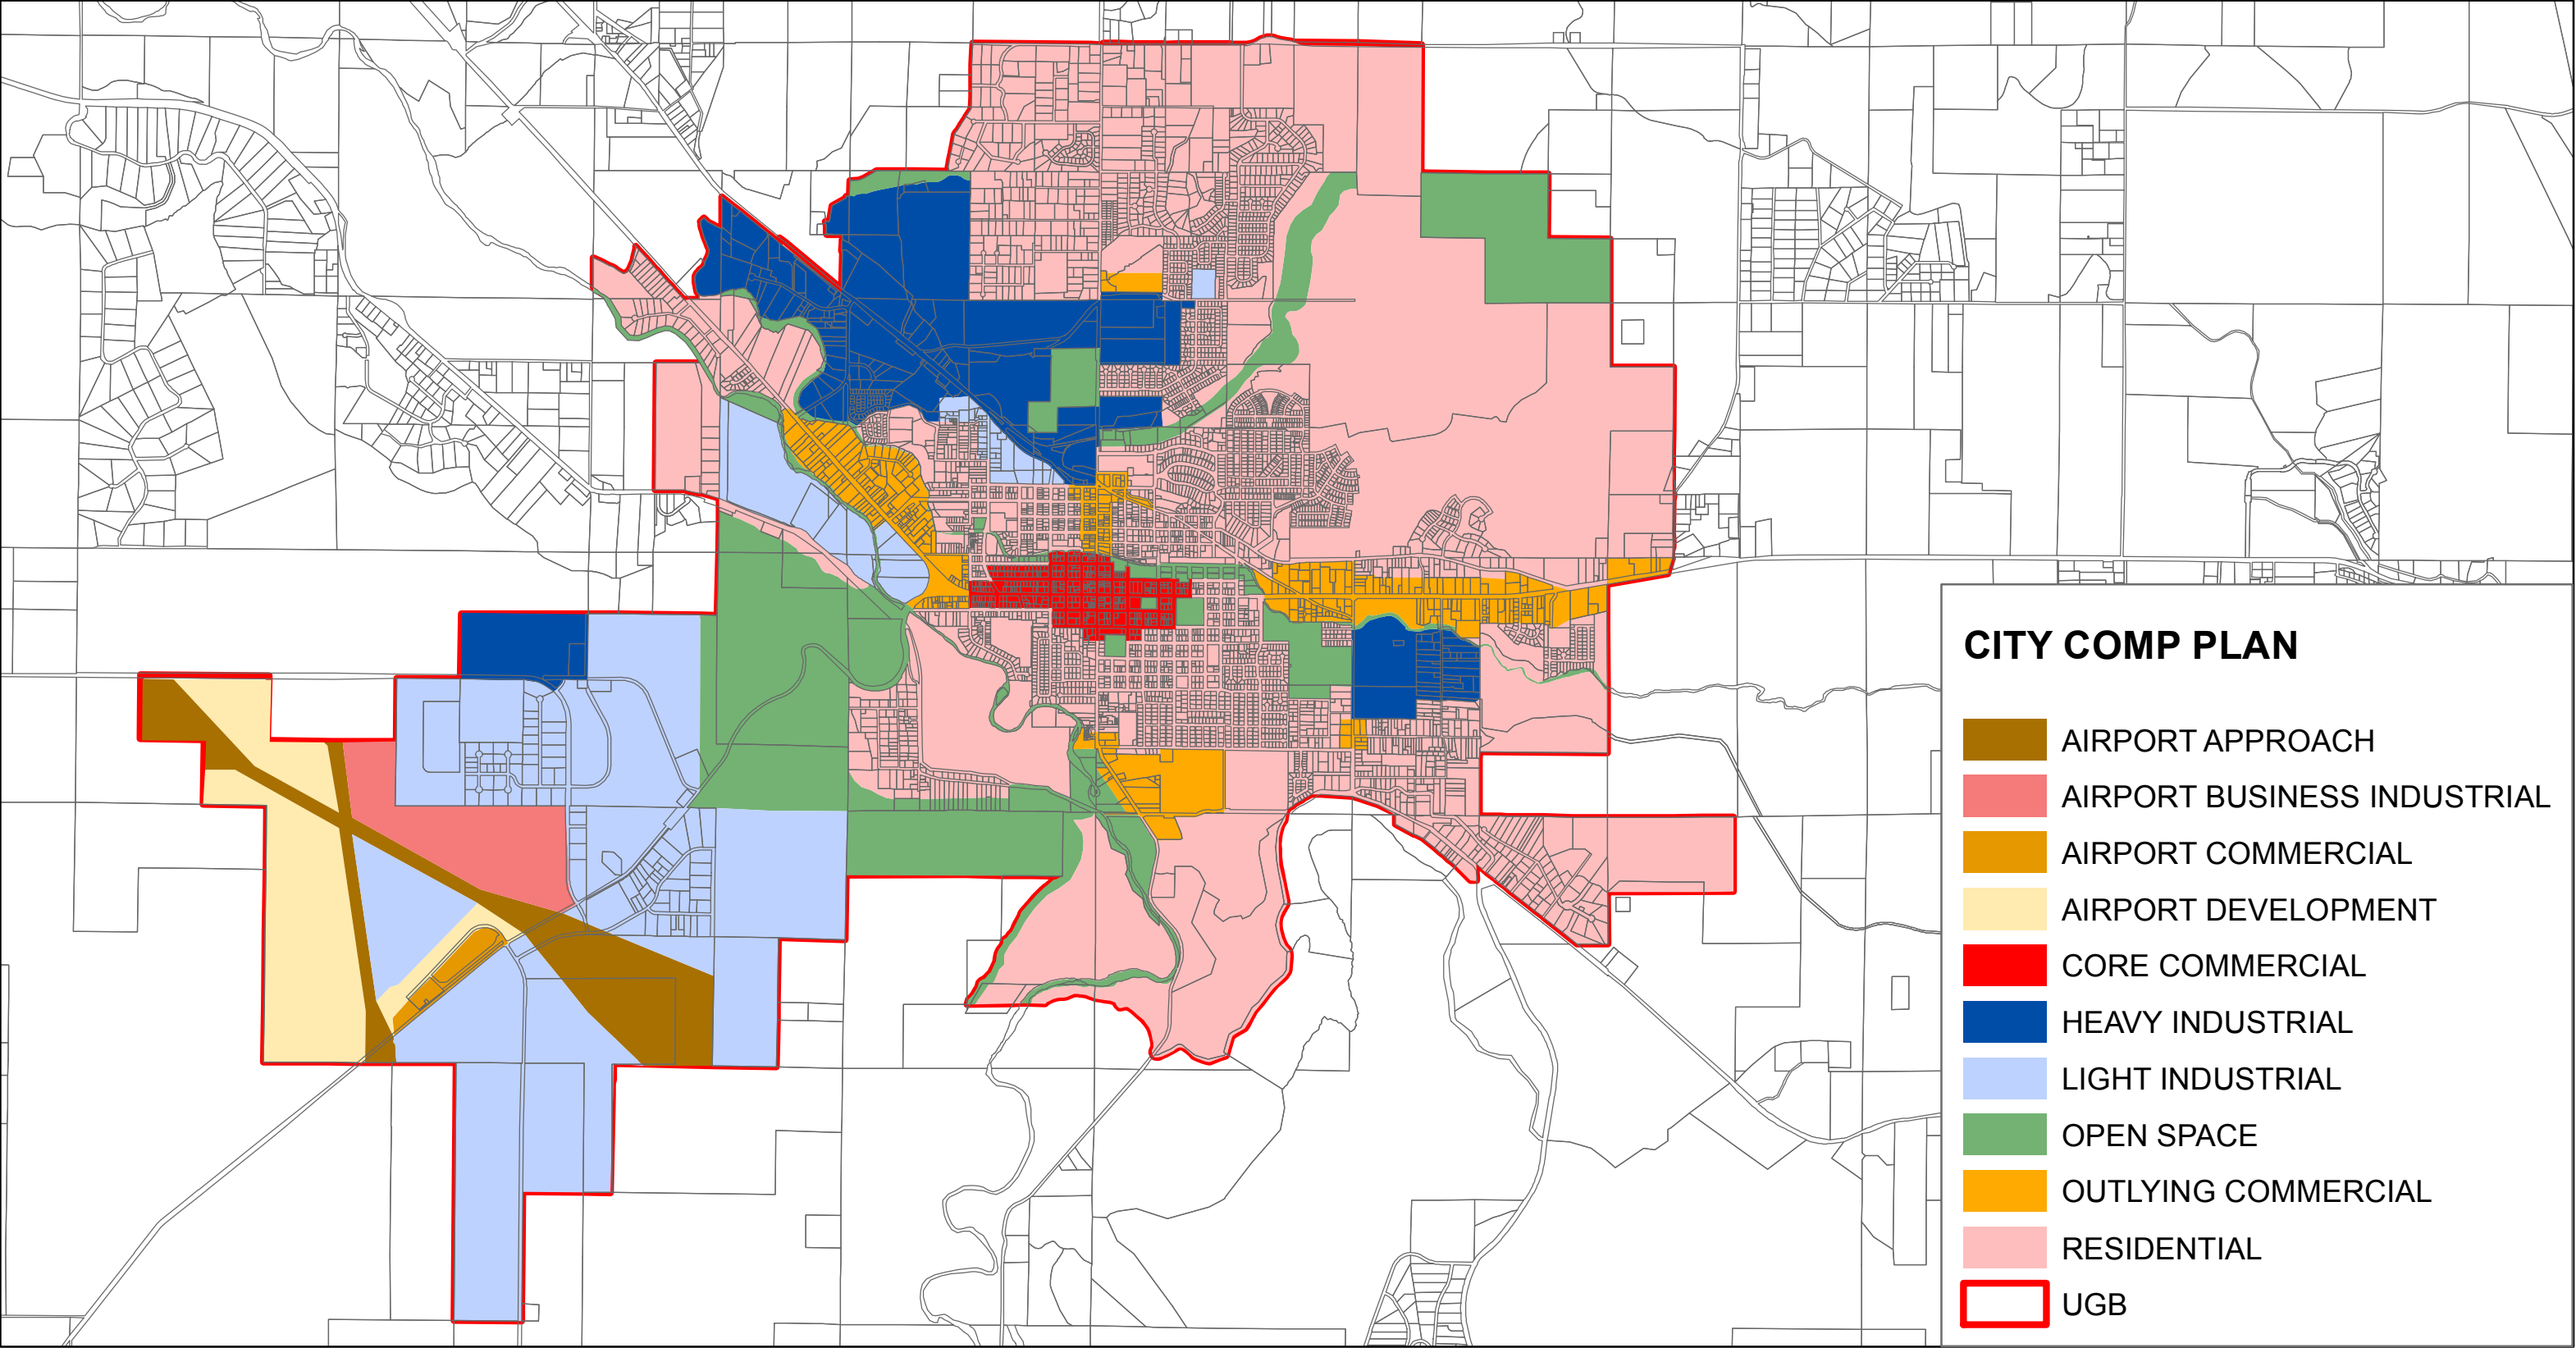 CITY COMP PLAN
AIRPORT APPROACH
AIRPORT BUSINESS INDUSTRIAL
AIRPORT COMMERCIAL
AIRPORT DEVELOPMENT
CORE COMMERCIAL
HEAVY INDUSTRIAL
LIGHT INDUSTRIAL
OPEN SPACE
OUTLYING COMMERCIAL
RESIDENTIAL
UGB